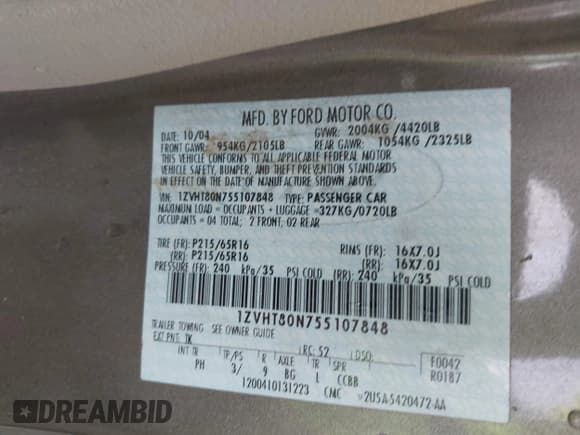 MFD. BY FORD MOTOR CO.
DATE: 10/04 GVWR: 2004KG /4420LB
FRONT GAWR: 954KG/2105LB REAR GAWR: 1054KG /2325LB
THIS VEHICLE CONFORMS TO ALL APPLICABLE FEDERAL MOTOR
VEHICLE SAFETY, BUMPER, AND THEFT PREVENTION STANDARDS
IN EFFECT ON THE DATE OF MANUFACTURE SHOWN ABOVE.
VIN: 1ZVHT80N755107848 TYPE: PASSENGER CAR
MAXIMUM LOAD = OCCUPANTS + LUGGAGE =327KG/0720LB
OCCUPANTS = 04 TOTAL; 2 FRONT, 02 REAR
TIRE (FR): P215/65R16 RIMS (FR): 16X7.0J
(RR): P215/65R16 (RR): 16X7.0J
PRESSURE (FR): 240 kPa/35 PSI COLD (RR): 240 kPa/35 PSI COLD
1ZVHT80N755107848
TRAILER TOWING SEE OWNER GUIDE
EXT PNT: TK RC: 52 DSO: F0042
INT TR TP/PS R AXLE TR SPR R0187
PH 3/ 9 BG L CCBB
1200410131223 CMC v2U5A-5420472-AA
DREAMBID